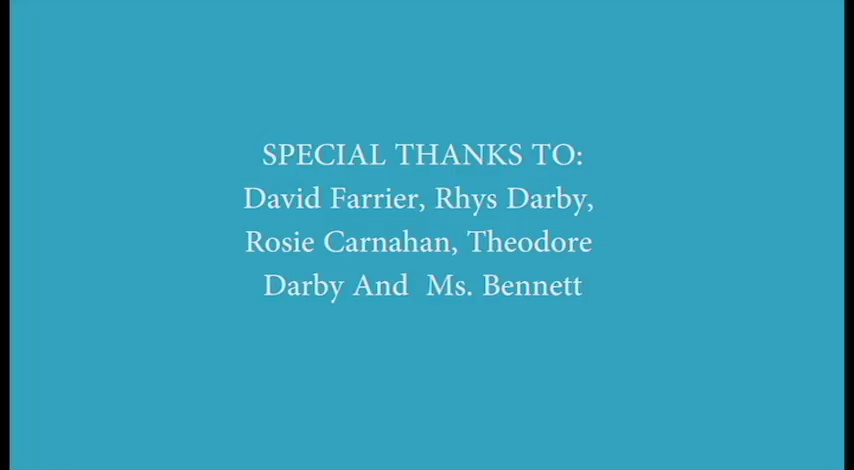 SPECIAL THANKS TO:
David Farrier, Rhys Darby,
Rosie Carnahan, Theodore
Darby And  Ms. Bennett